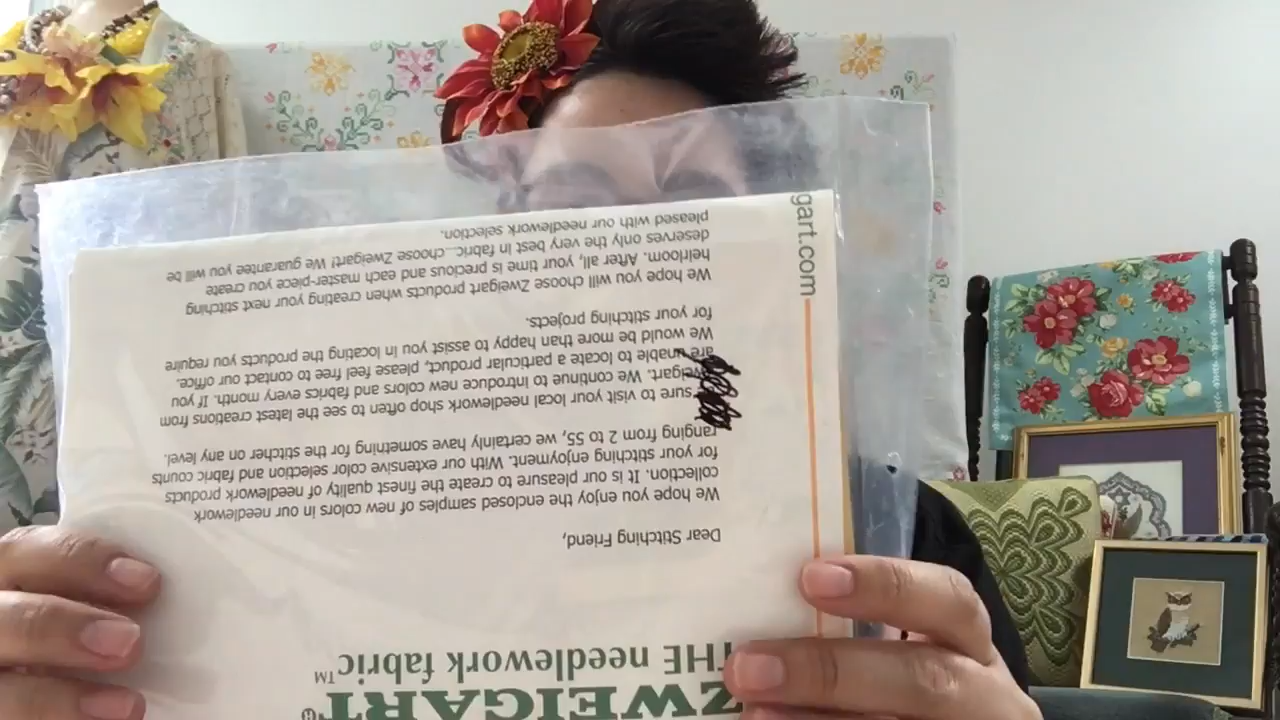 ZWEIGART®
THE needlework fabric™
Dear Stitching Friend,
We hope you enjoy the enclosed samples of new colors in our needlework
collection. It is our pleasure to create the finest quality of needlework products
for your stitching enjoyment. With our extensive color selection and fabric counts
ranging from 2 to 55, we certainly have something for the stitcher on any level.
sure to visit your local needlework shop often to see the latest creations from
weigart. We continue to introduce new colors and fabrics every month. If you
are unable to locate a particular product, please feel free to contact our office.
We would be more than happy to assist you in locating the products you require
for your stitching projects.
We hope you will choose Zweigart products when creating your next stitching
heirloom. After all, your time is precious and each master-piece you create
deserves only the very best in fabric...choose Zweigart! We guarantee you will be
pleased with our needlework selection.
gart.com